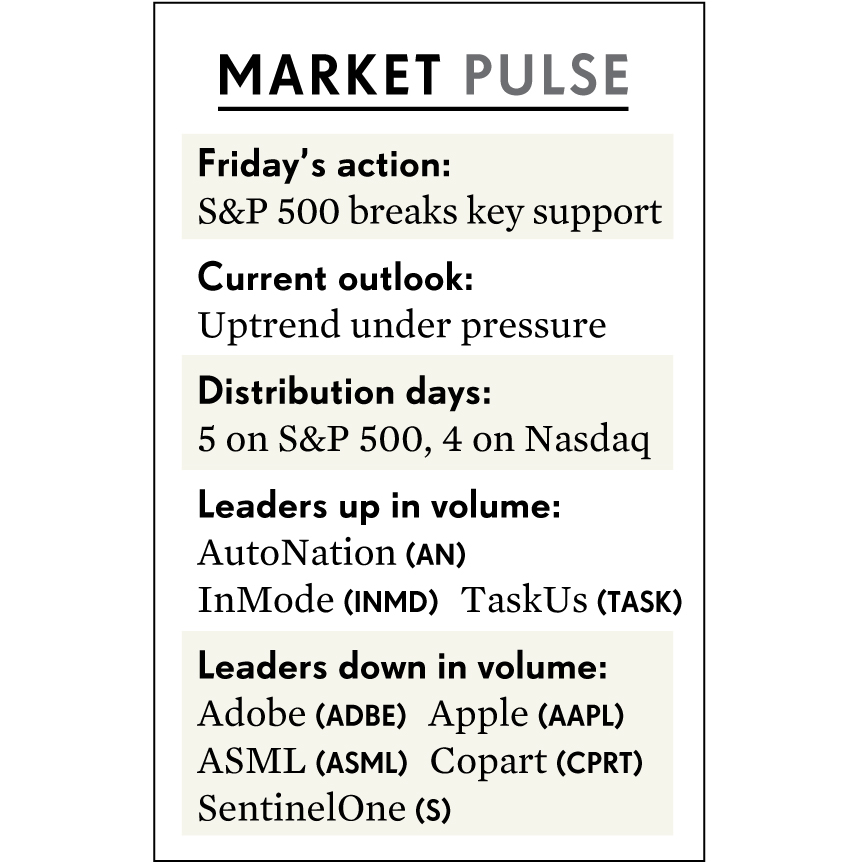 MARKET PULSE
Friday’s action:
S&P 500 breaks key support
Current outlook:
Uptrend under pressure
Distribution days:
5 on S&P 500, 4 on Nasdaq
Leaders up in volume:
AutoNation (AN)
InMode (INMD) TaskUs (TASK)
Leaders down in volume:
Adobe (ADBE) Apple (AAPL)
ASML (ASML) Copart (CPRT)
SentinelOne (S)